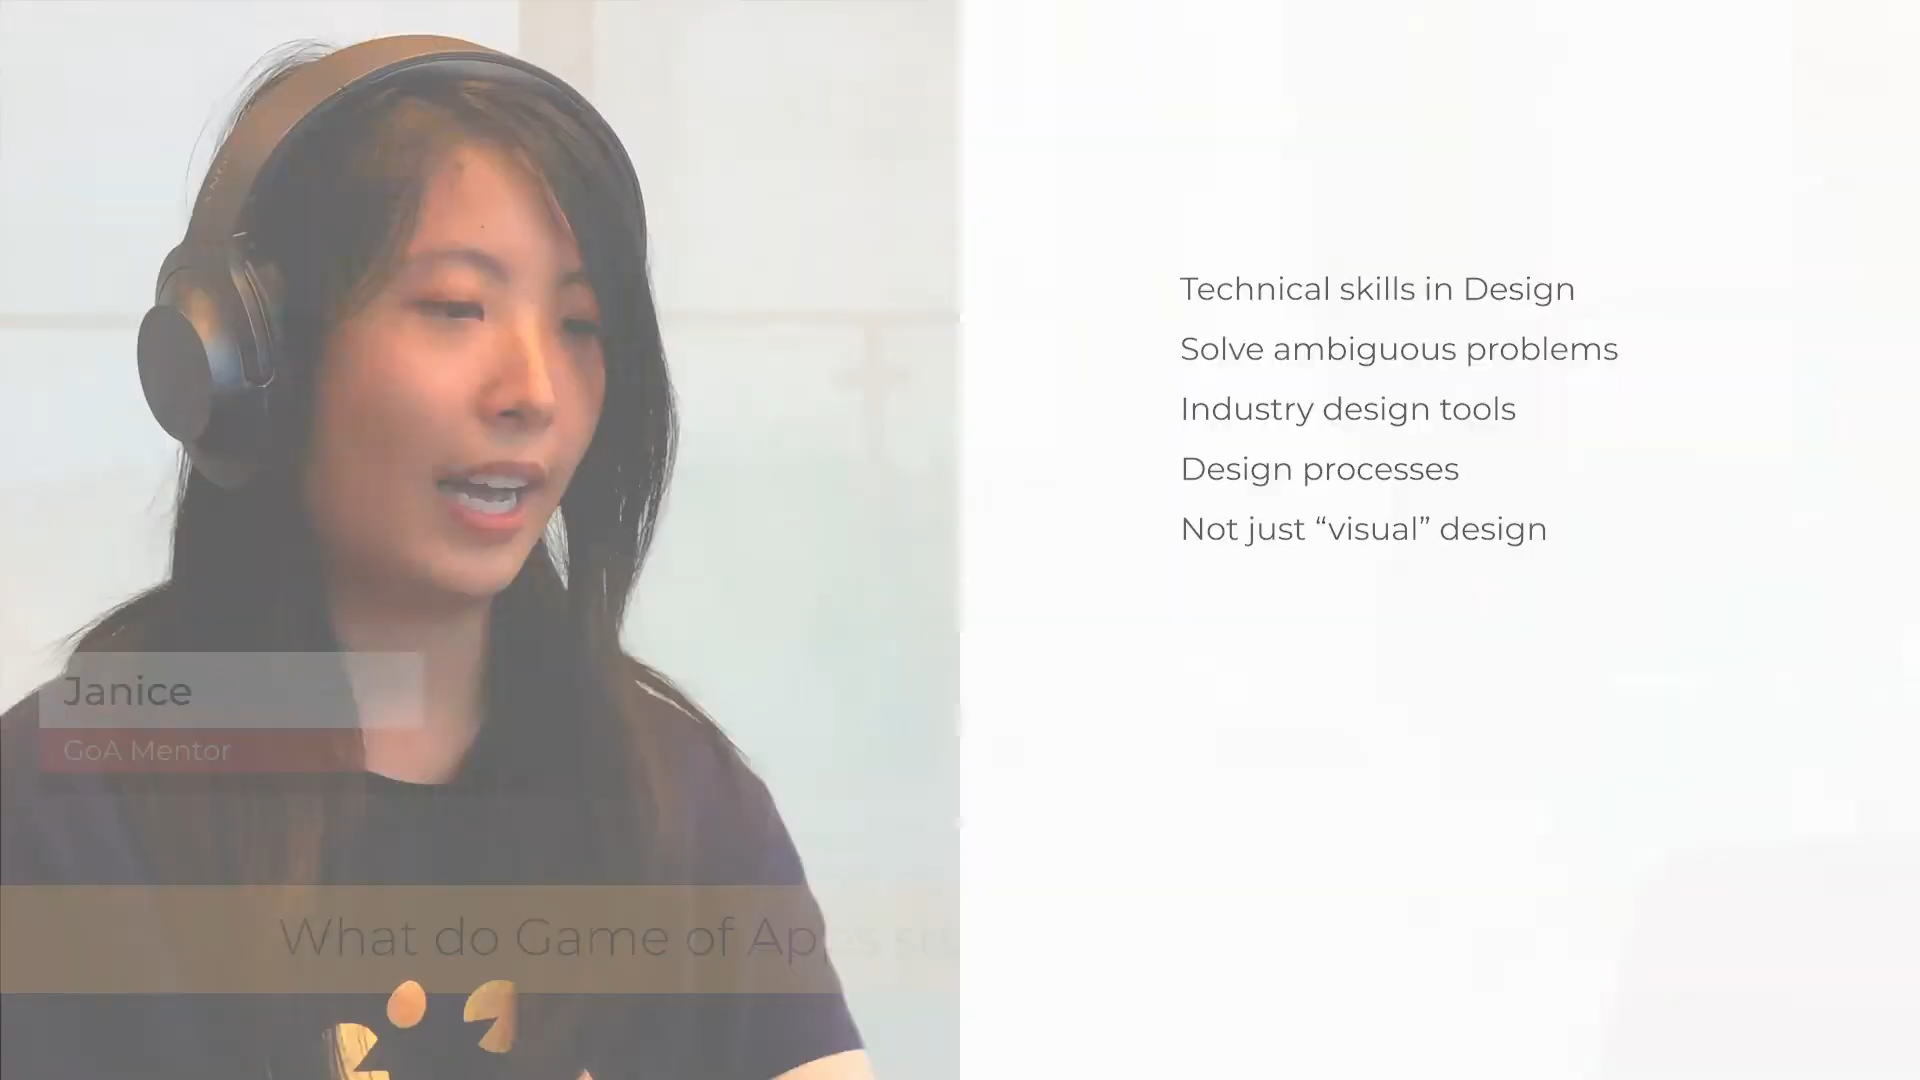 Technical skills in Design
Solve ambiguous problems
Industry design tools
Design processes
Not just “visual” design
Janice
GoA Mentor
What do Game of Apps